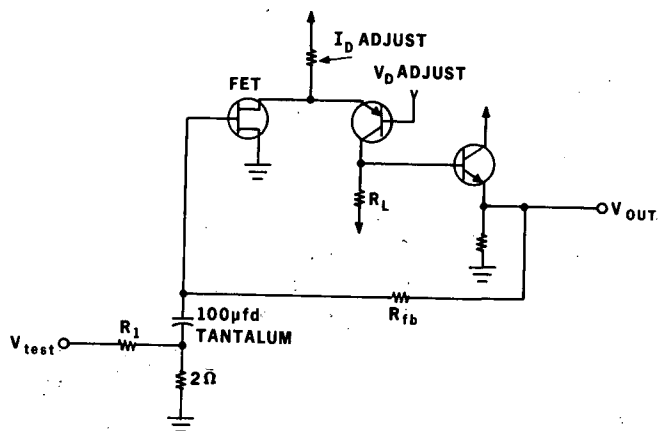 I_D ADJUST
V_D ADJUST
FET
R_L
V_OUT
R_fb
100µfd
TANTALUM
R_1
V_test
2Ω